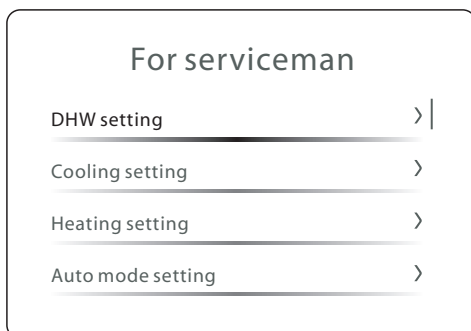 For serviceman
DHW setting
Cooling setting
Heating setting
Auto mode setting